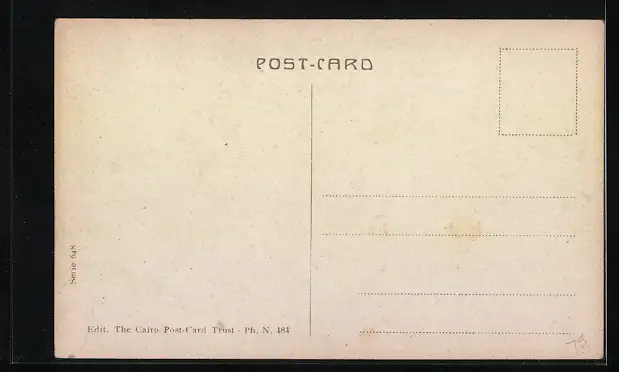 POST-CARD
Serie 648
Edit. The Cairo Post-Card Trust - Ph. N. 484